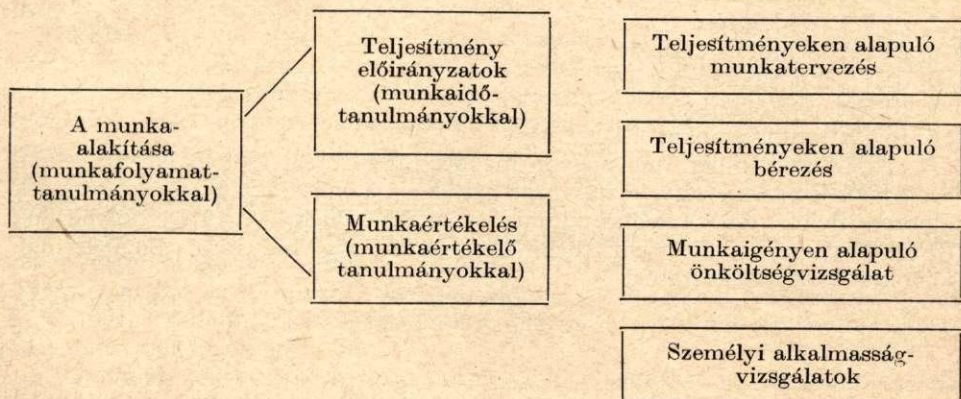 A munka-
alakítása
(munkafolyamat-
tanulmányokkal)
Teljesítmény
előirányzatok
(munkaidő-
tanulmányokkal)
Munkaértékelés
(munkaértékelő
tanulmányokkal)
Teljesítményeken alapuló
munkatervezés
Teljesítményeken alapuló
bérezés
Munkaigényen alapuló
önköltségvizsgálat
Személyi alkalmasság-
vizsgálatok